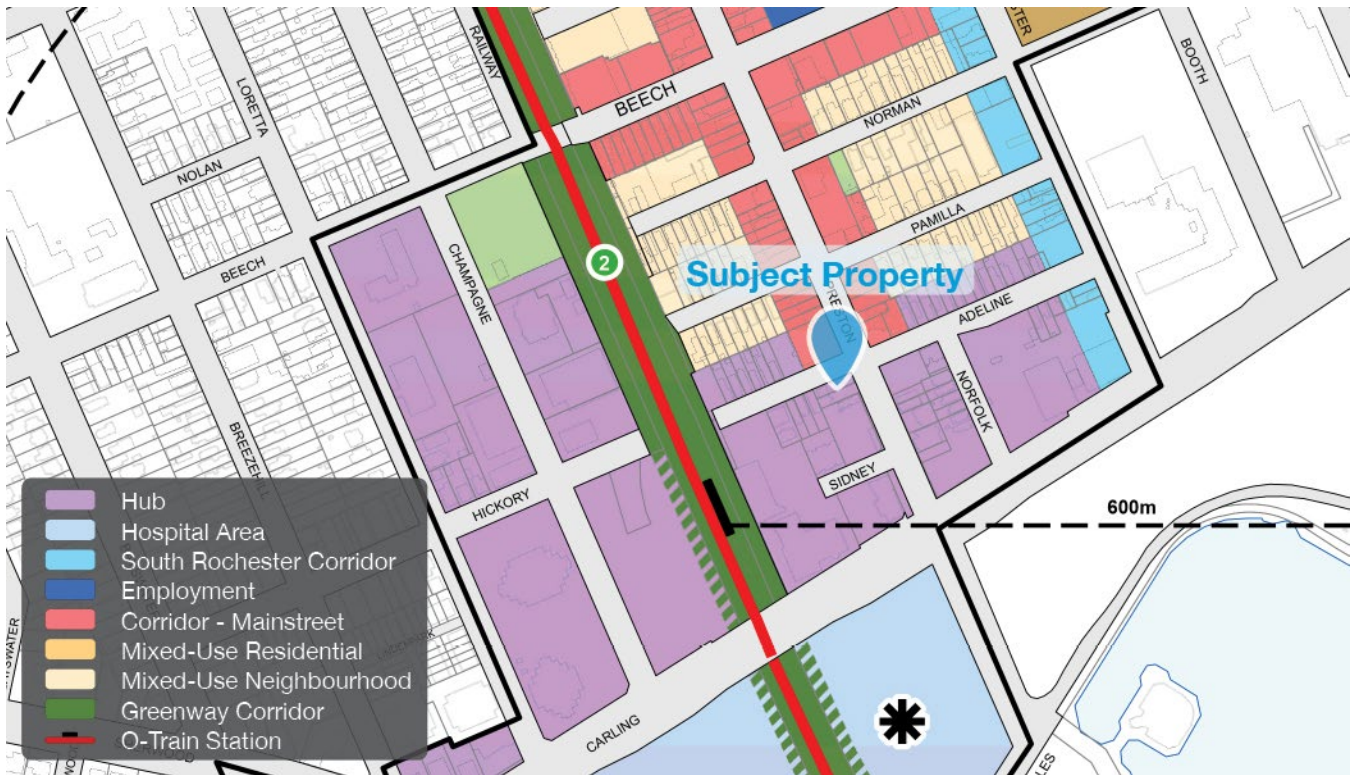 RAILWAY
LORETTA
NOLAN
BEECH
BEECH
NORMAN
BOOTH
PAMILLA
CHAMPAGNE
2
Subject Property
PRESTON
ADELINE
NORFOLK
SIDNEY
BREEZEHILL
HICKORY
600m
CARLING
Hub
Hospital Area
South Rochester Corridor
Employment
Corridor - Mainstreet
Mixed-Use Residential
Mixed-Use Neighbourhood
Greenway Corridor
O-Train Station